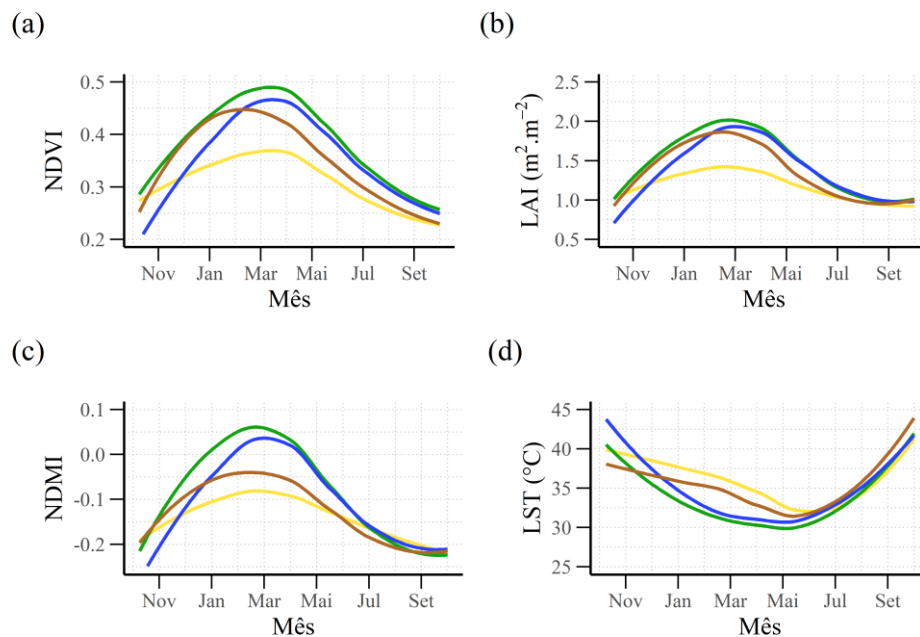 (a)
NDVI
0.5
0.4
0.3
0.2
Nov Jan Mar Mai Jul Set
Mês
(b)
LAI (m².m⁻²)
2.5
2.0
1.5
1.0
0.5
Nov Jan Mar Mai Jul Set
Mês
(c)
NDMI
0.1
0.0
-0.1
-0.2
Nov Jan Mar Mai Jul Set
Mês
(d)
LST (°C)
45
40
35
30
25
Nov Jan Mar Mai Jul Set
Mês